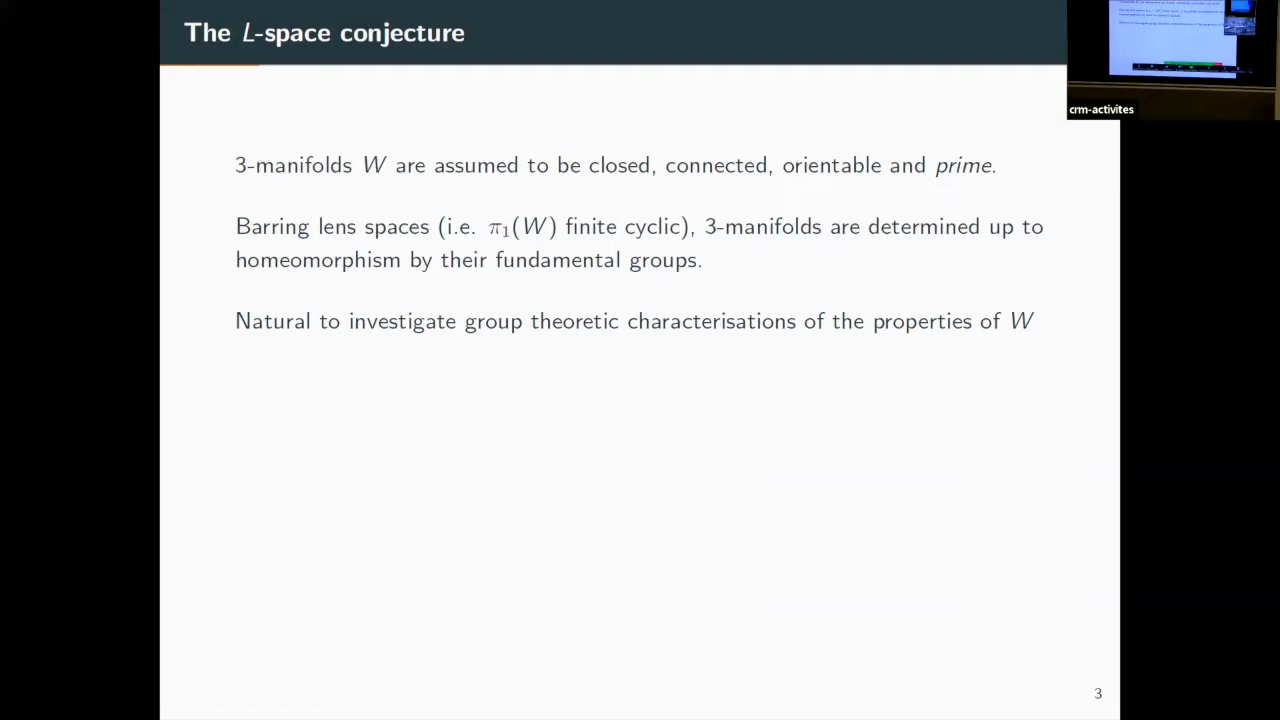 The L-space conjecture
crm-activites
3-manifolds W are assumed to be closed, connected, orientable and prime.
Barring lens spaces (i.e. π₁(W) finite cyclic), 3-manifolds are determined up to
homeomorphism by their fundamental groups.
Natural to investigate group theoretic characterisations of the properties of W
3